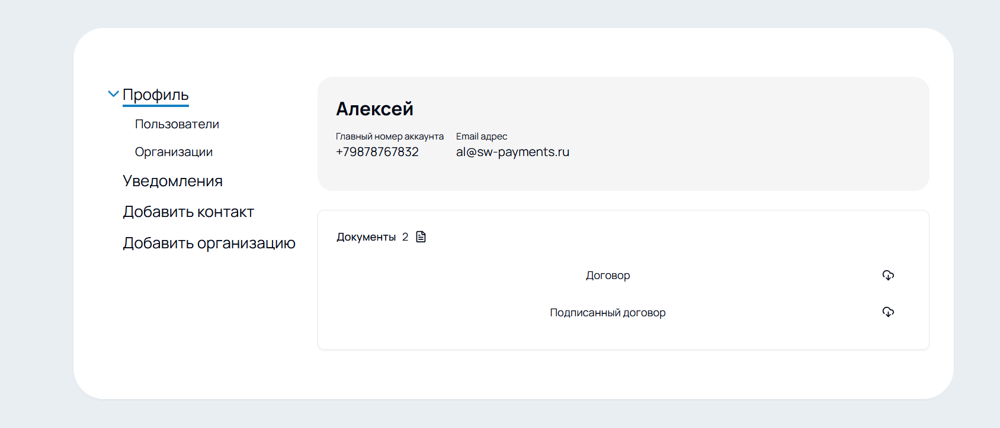 Профиль
Пользователи
Организации
Уведомления
Добавить контакт
Добавить организацию
Алексей
Главный номер аккаунта
+79878767832
Email адрес
al@sw-payments.ru
Документы 2
Договор
Подписанный договор